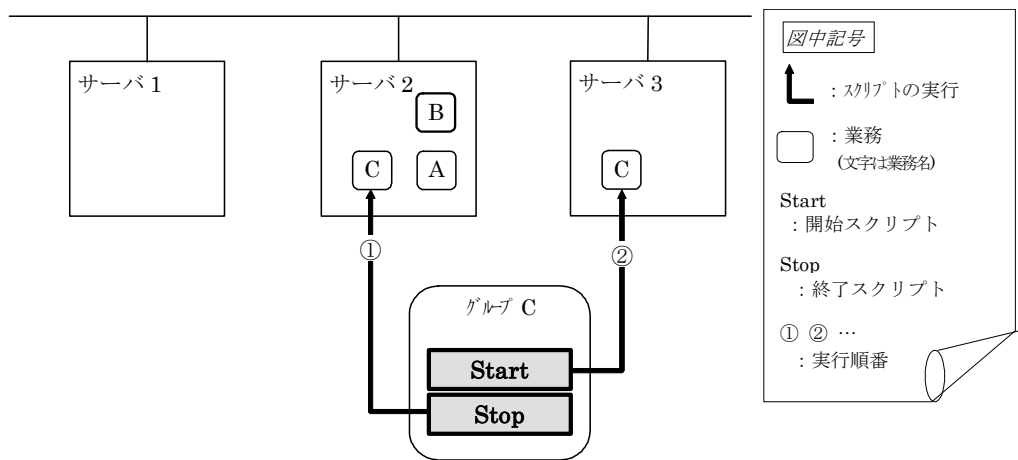 サーバ 1
サーバ 2
サーバ 3
B
C
A
C
①
②
グループ C
Start
Stop
図中記号
：スクリプトの実行
：業務
(文字は業務名)
Start
：開始スクリプト
Stop
：終了スクリプト
① ② …
：実行順番